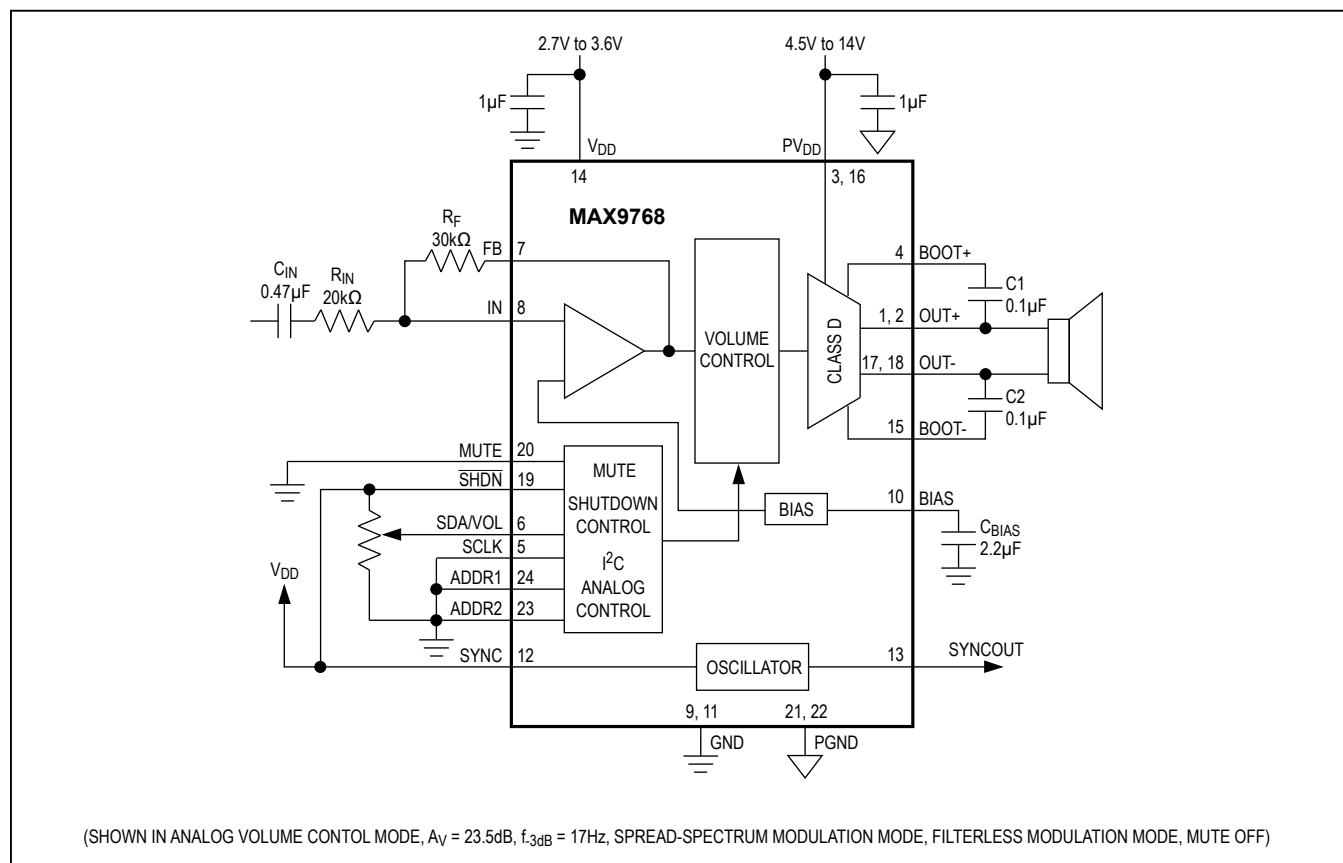 2.7V to 3.6V
4.5V to 14V
1µF
1µF
VDD
PVDD
14
3, 16
MAX9768
RF
30kΩ
FB
7
CIN
0.47µF
RIN
20kΩ
IN
8
VOLUME
CONTROL
CLASS D
4
BOOT+
C1
0.1µF
1, 2
OUT+
17, 18
OUT-
C2
0.1µF
15
BOOT-
MUTE
20
SHDN
19
SDA/VOL
6
SCLK
5
ADDR1
24
ADDR2
23
MUTE
SHUTDOWN
CONTROL
I2C
ANALOG
CONTROL
BIAS
10
BIAS
CBIAS
2.2µF
VDD
SYNC
12
OSCILLATOR
13
SYNCOUT
9, 11
21, 22
GND
PGND
(SHOWN IN ANALOG VOLUME CONTOL MODE, AV = 23.5dB, f-3dB = 17Hz, SPREAD-SPECTRUM MODULATION MODE, FILTERLESS MODULATION MODE, MUTE OFF)